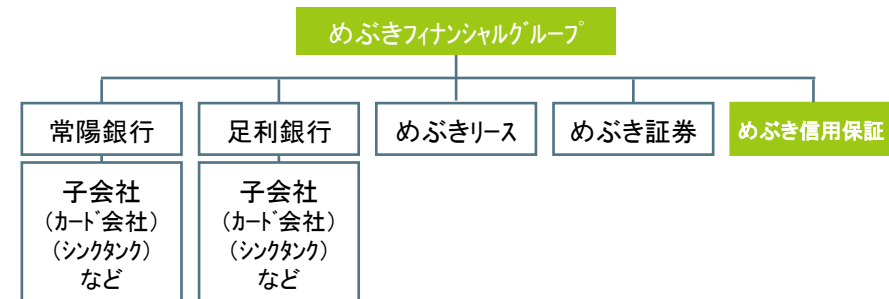 めぶきフィナンシャルグループ
常陽銀行
足利銀行
めぶきリース
めぶき証券
めぶき信用保証
子会社
（カード会社）
（シンクタンク）
など
子会社
（カード会社）
（シンクタンク）
など